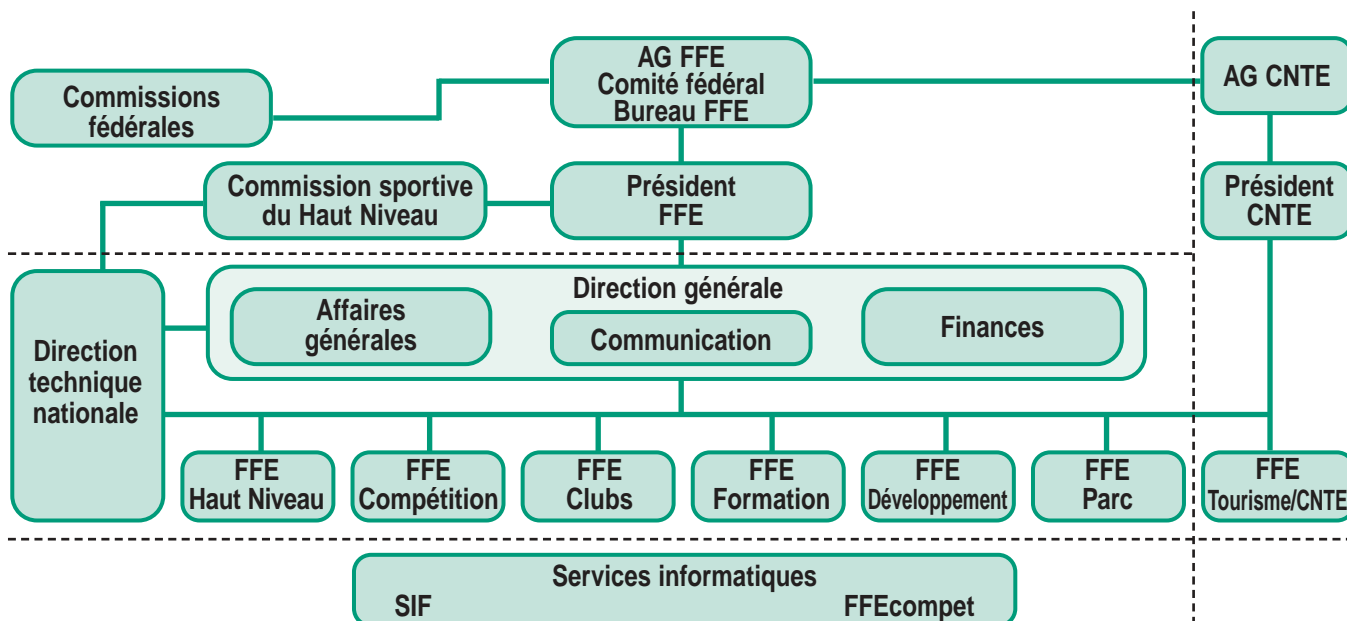 Commissions
fédérales
AG FFE
Comité fédéral
Bureau FFE
AG CNTE
Commission sportive
du Haut Niveau
Président
FFE
Président
CNTE
Direction
technique
nationale
Direction générale
Affaires
générales
Communication
Finances
FFE
Haut Niveau
FFE
Compétition
FFE
Clubs
FFE
Formation
FFE
Développement
FFE
Parc
FFE
Tourisme/CNTE
Services informatiques
SIF FFEcompet